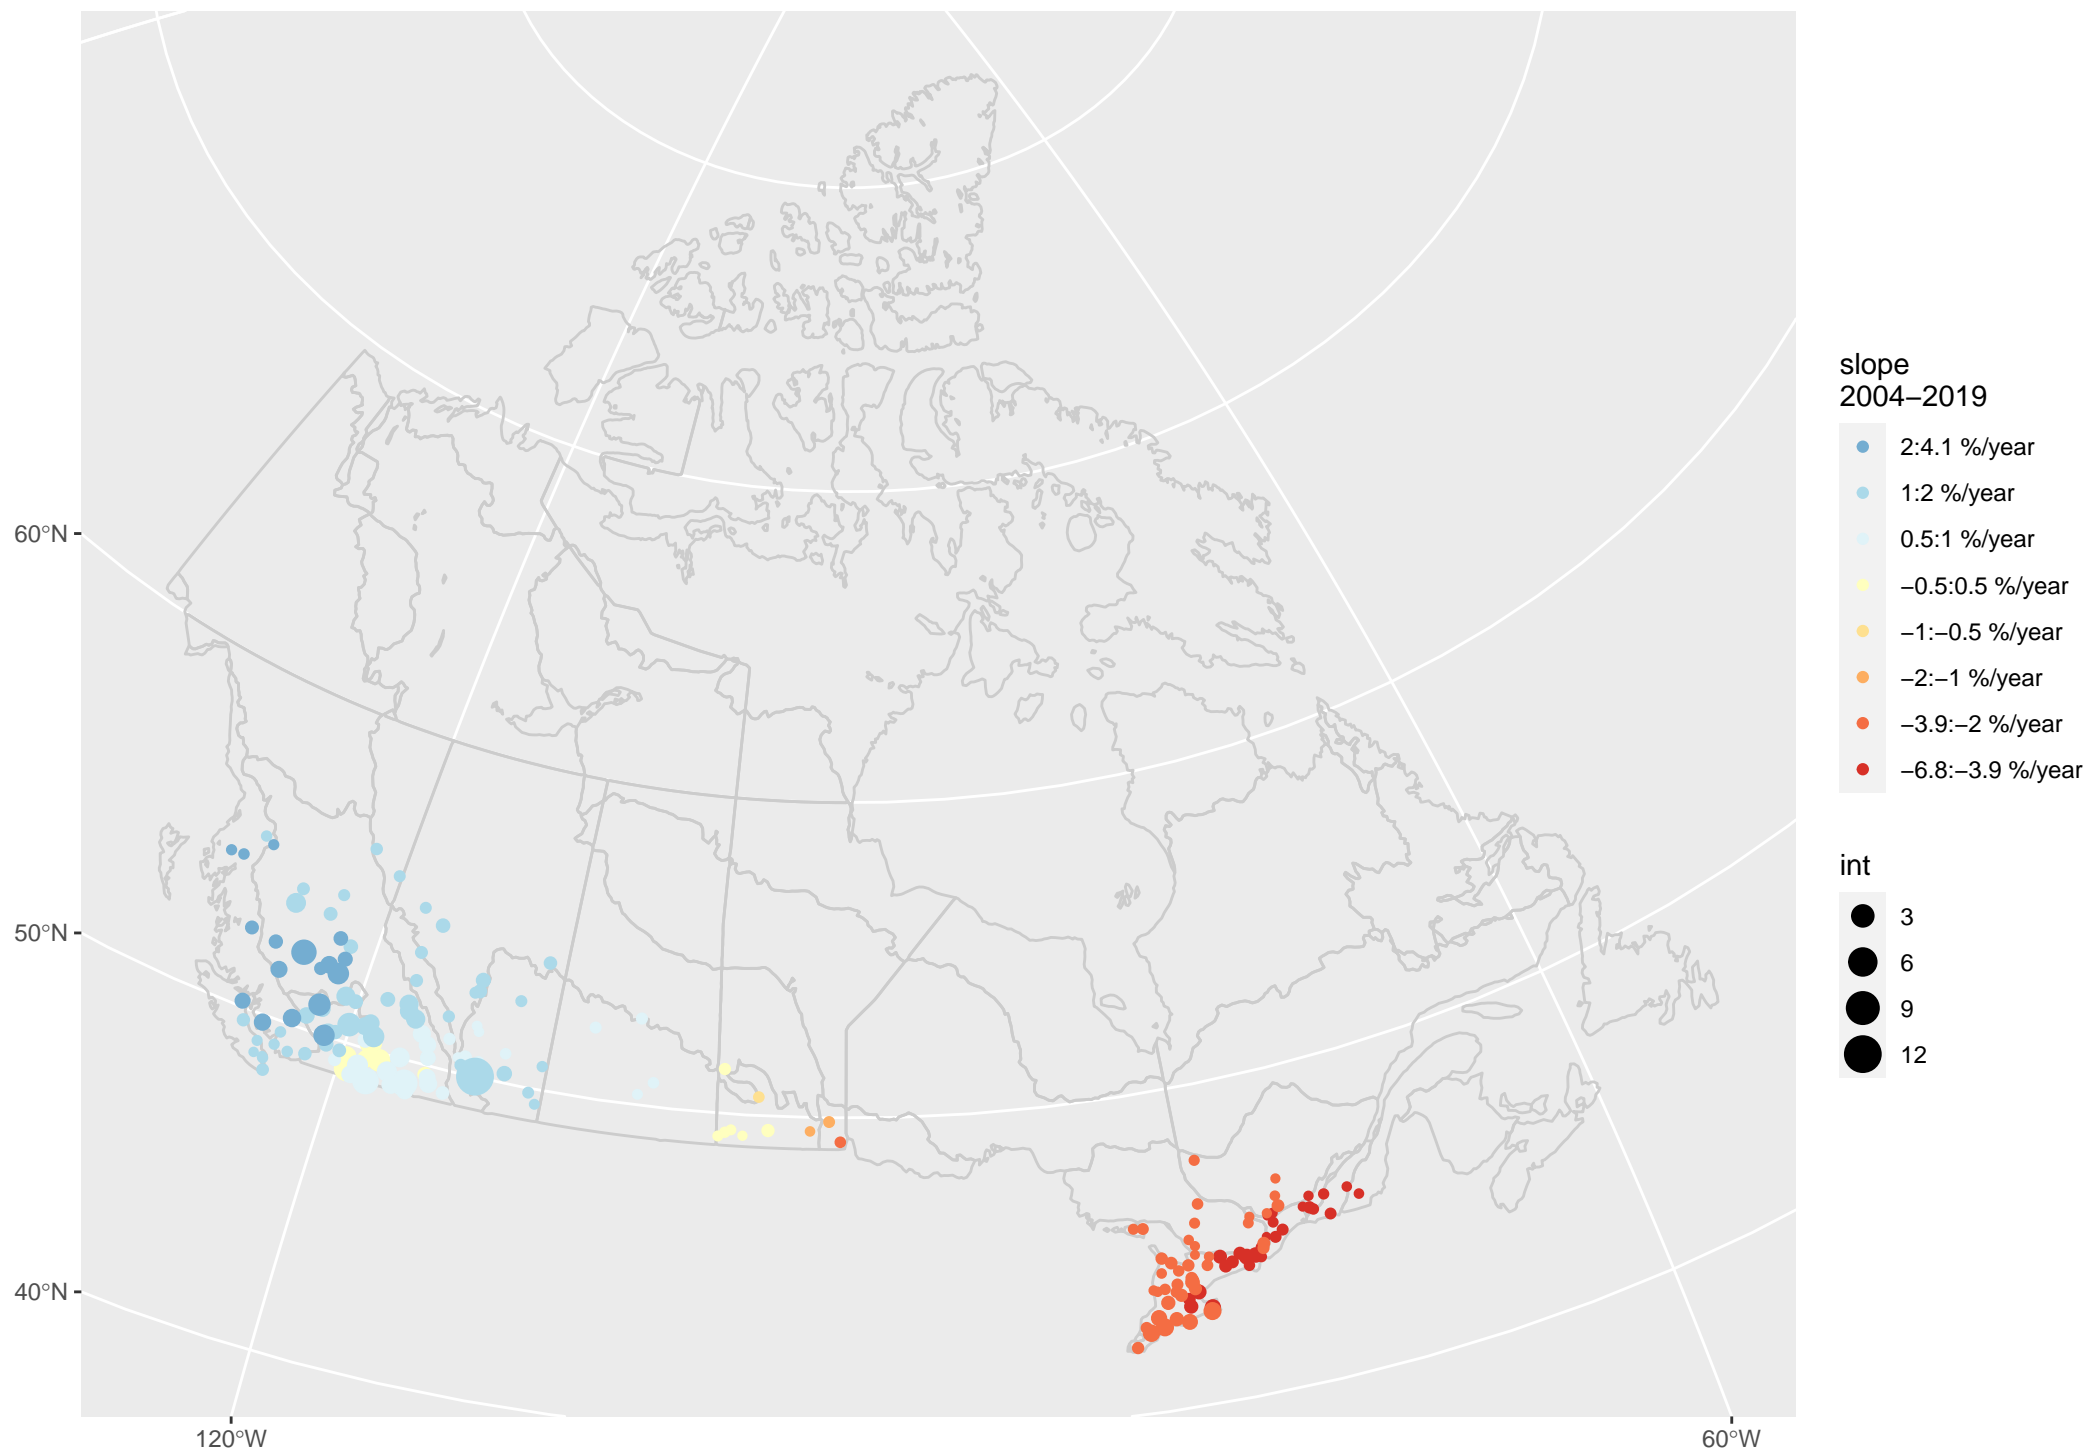 60°N
50°N
40°N
120°W
60°W
slope
2004−2019
2:4.1 %/year
1:2 %/year
0.5:1 %/year
−0.5:0.5 %/year
−1:−0.5 %/year
−2:−1 %/year
−3.9:−2 %/year
−6.8:−3.9 %/year
int
3
6
9
12